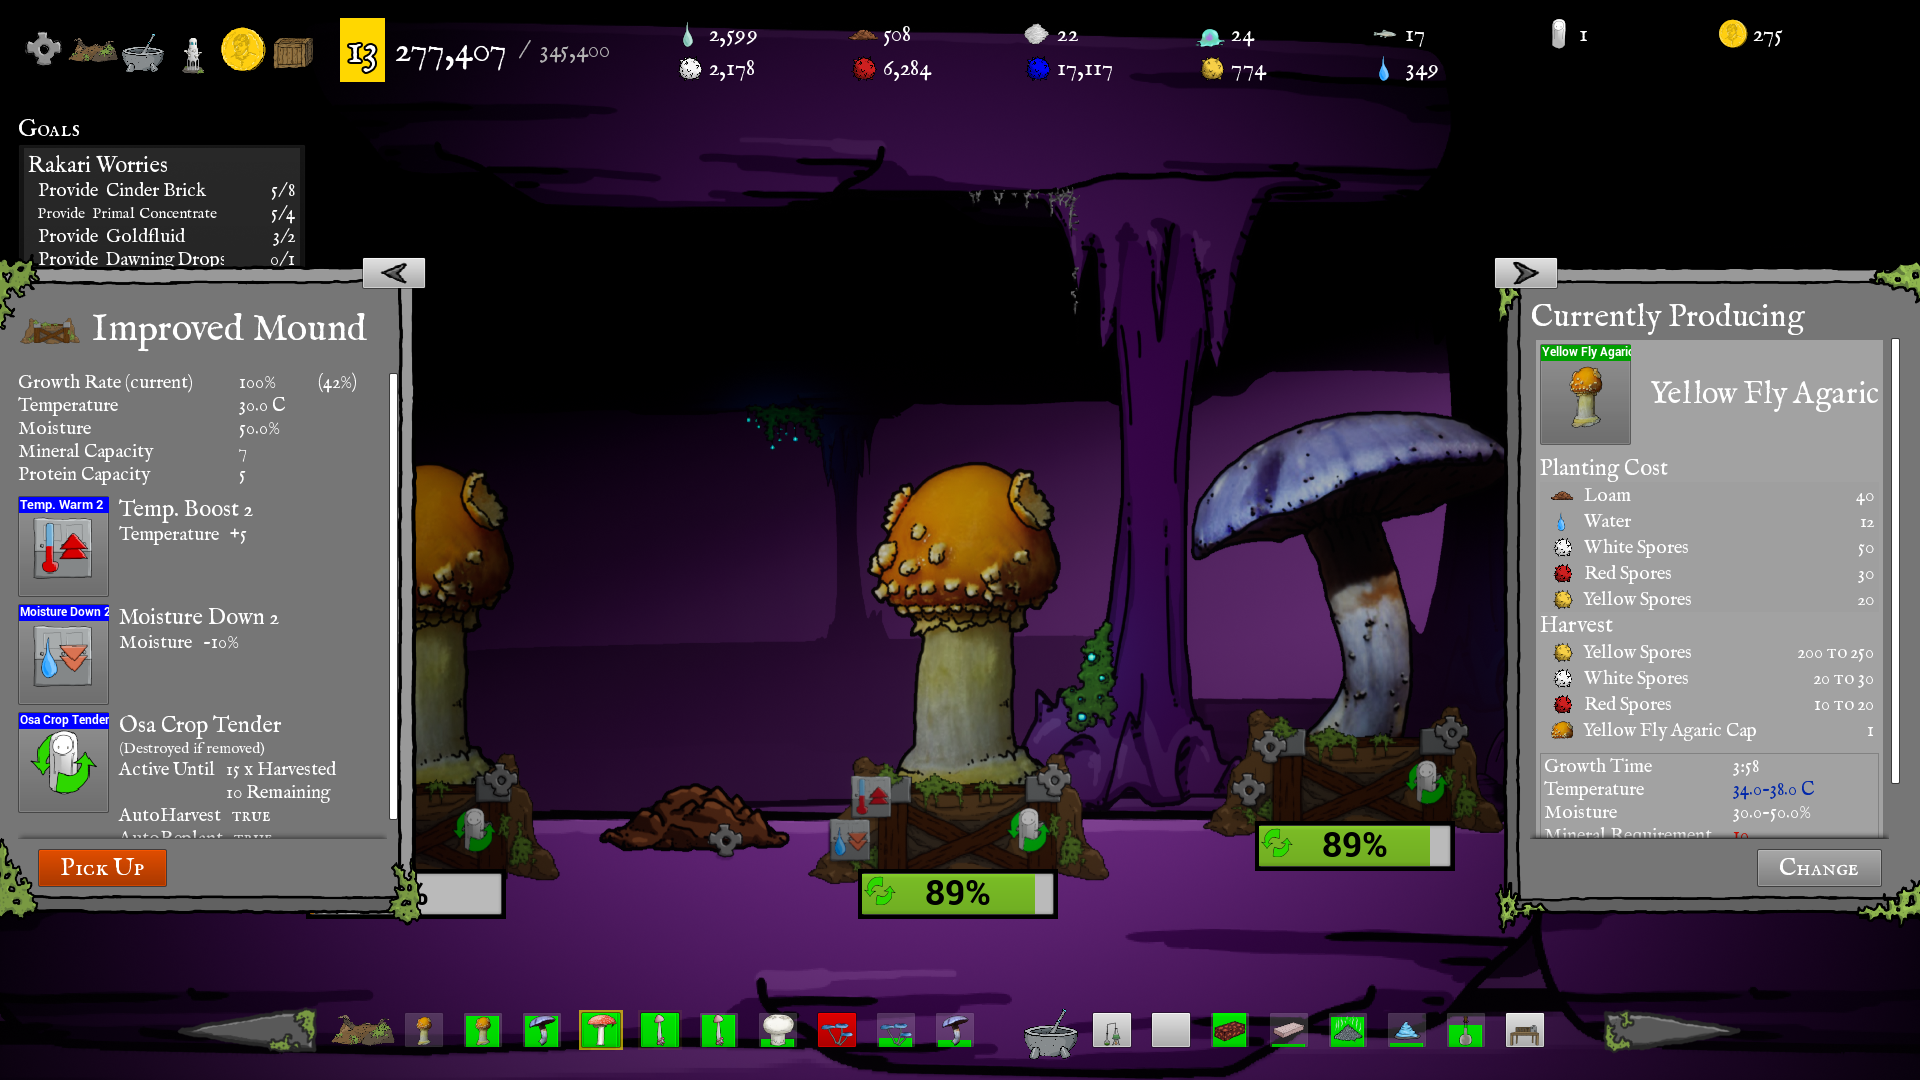 13 277,407 / 345,400
2,599 508 22 24 17 1 275
2,178 6,284 17,117 774 349
Goals
Rakari Worries
Provide Cinder Brick 5/8
Provide Primal Concentrate 5/4
Provide Goldfluid 3/2
Provide Dawning Drops 0/1
Improved Mound
Growth Rate (current) 100% (42%)
Temperature 30.0 C
Moisture 50.0%
Mineral Capacity 7
Protein Capacity 5
Temp. Warm 2
Temp. Boost 2
Temperature +5
Moisture Down 2
Moisture Down 2
Moisture -10%
Osa Crop Tender
Osa Crop Tender
(Destroyed if removed)
Active Until 15 x Harvested
10 Remaining
AutoHarvest TRUE
AutoReplant TRUE
Pick Up
%
89%
89%
Currently Producing
Yellow Fly Agaric
Yellow Fly Agaric
Planting Cost
Loam 40
Water 12
White Spores 50
Red Spores 30
Yellow Spores 20
Harvest
Yellow Spores 200 TO 250
White Spores 20 TO 30
Red Spores 10 TO 20
Yellow Fly Agaric Cap 1
Growth Time 3:58
Temperature 34.0-38.0 C
Moisture 30.0-50.0%
Mineral Requirement 10
Change